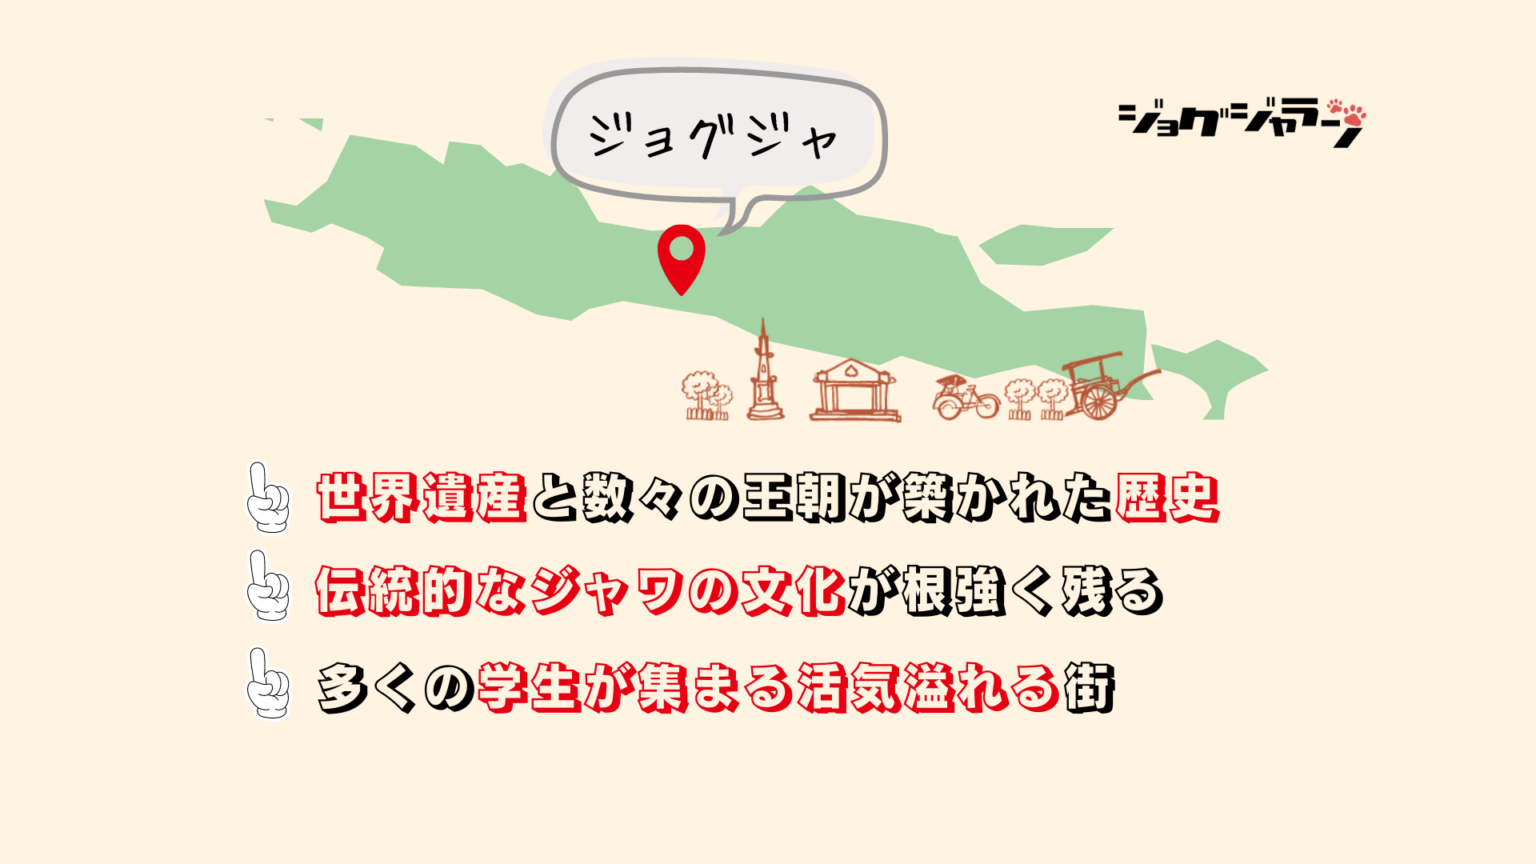 ジョグジャ
ジョグジャラン
世界遺産と数々の王朝が築かれた歴史
伝統的なジャワの文化が根強く残る
多くの学生が集まる活気溢れる街